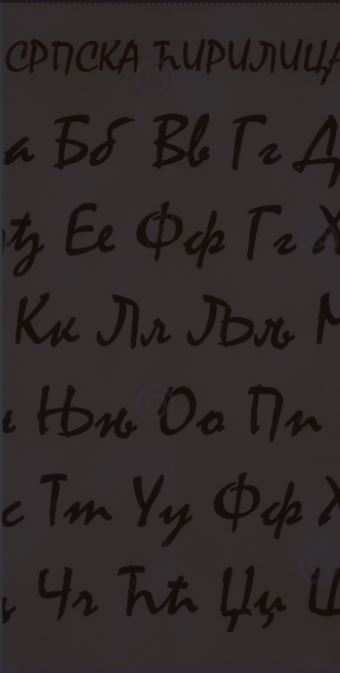 СРПСКА ЋИРИЛИЦА
а Бб Вв Гг Д
ђ Ее Фф Гг Х
Кк Лл Љљ М
Њњ Оо Пп
с Тт Уу Фф Х
Чч Ћћ Цц